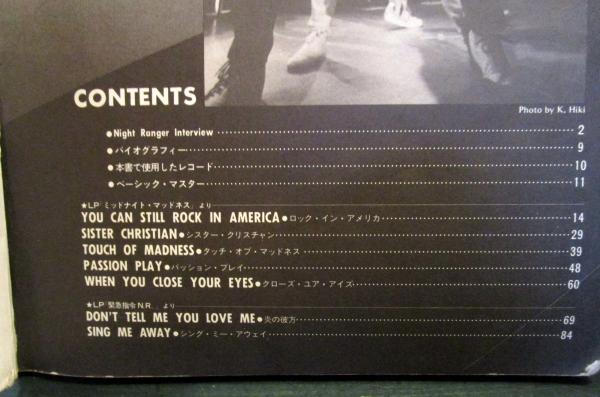 Photo by K. Hiki
CONTENTS
●Night Ranger Interview 2
●バイオグラフィー 9
●本書で使用したレコード 10
●ベーシック・マスター 11
★LP「ミッドナイト・マッドネス」より
YOU CAN STILL ROCK IN AMERICA●ロック・イン・アメリカ 14
SISTER CHRISTIAN●シスター・クリスチャン 29
TOUCH OF MADNESS●タッチ・オブ・マッドネス 39
PASSION PLAY●パッション・プレイ 48
WHEN YOU CLOSE YOUR EYES●クローズ・ユア・アイズ 60
★LP「緊急指令N.R.」より
DON'T TELL ME YOU LOVE ME●炎の彼方 69
SING ME AWAY●シング・ミー・アウェイ 84